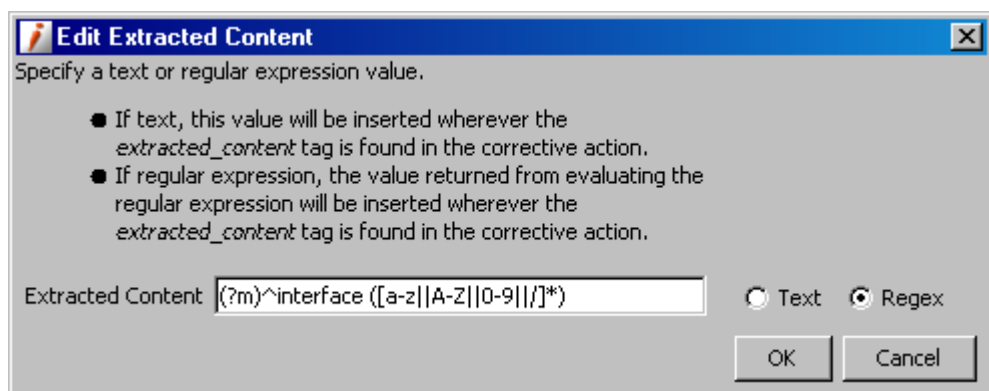 Edit Extracted Content
Specify a text or regular expression value.
If text, this value will be inserted wherever the
extracted_content tag is found in the corrective action.
If regular expression, the value returned from evaluating the
regular expression will be inserted wherever the
extracted_content tag is found in the corrective action.
Extracted Content (?m)^interface ([a-z||A-Z||0-9||/]*) Text Regex
OK Cancel